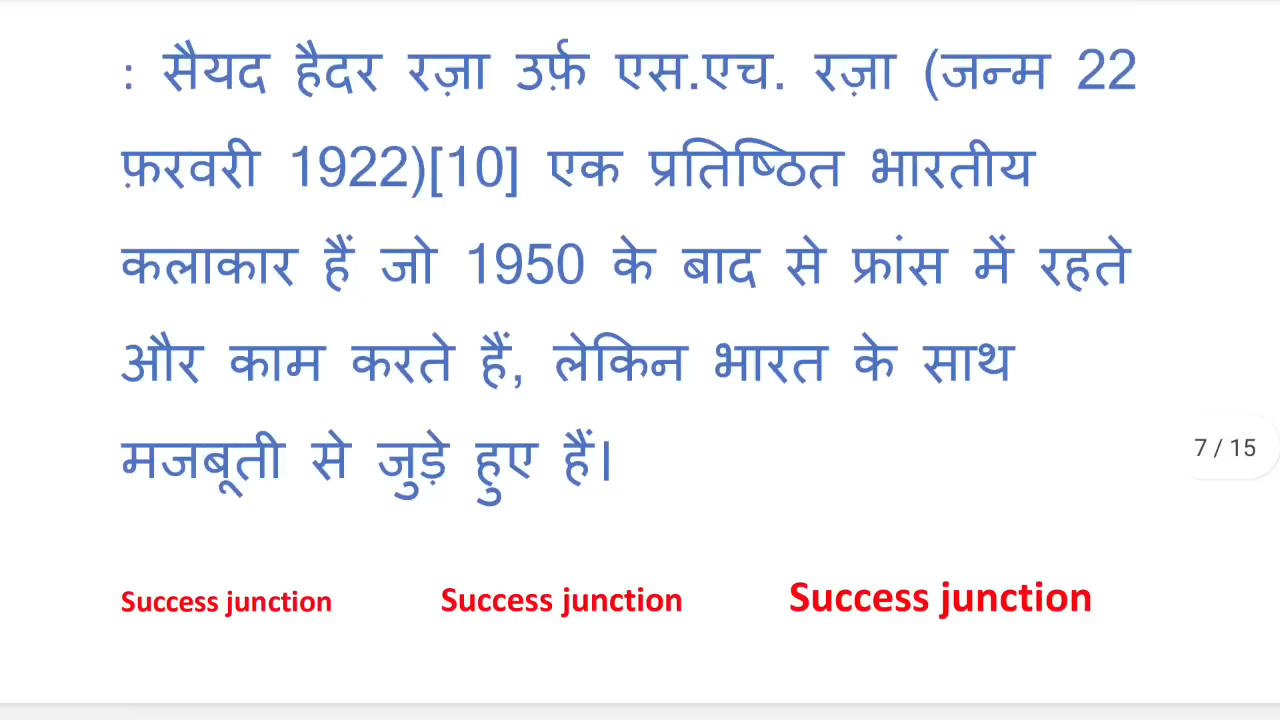 : सैयद हैदर रज़ा उर्फ़ एस.एच. रज़ा (जन्म 22
फ़रवरी 1922)[10] एक प्रतिष्ठित भारतीय
कलाकार हैं जो 1950 के बाद से फ्रांस में रहते
और काम करते हैं, लेकिन भारत के साथ
मजबूती से जुड़े हुए हैं।
7 / 15
Success junction Success junction Success junction